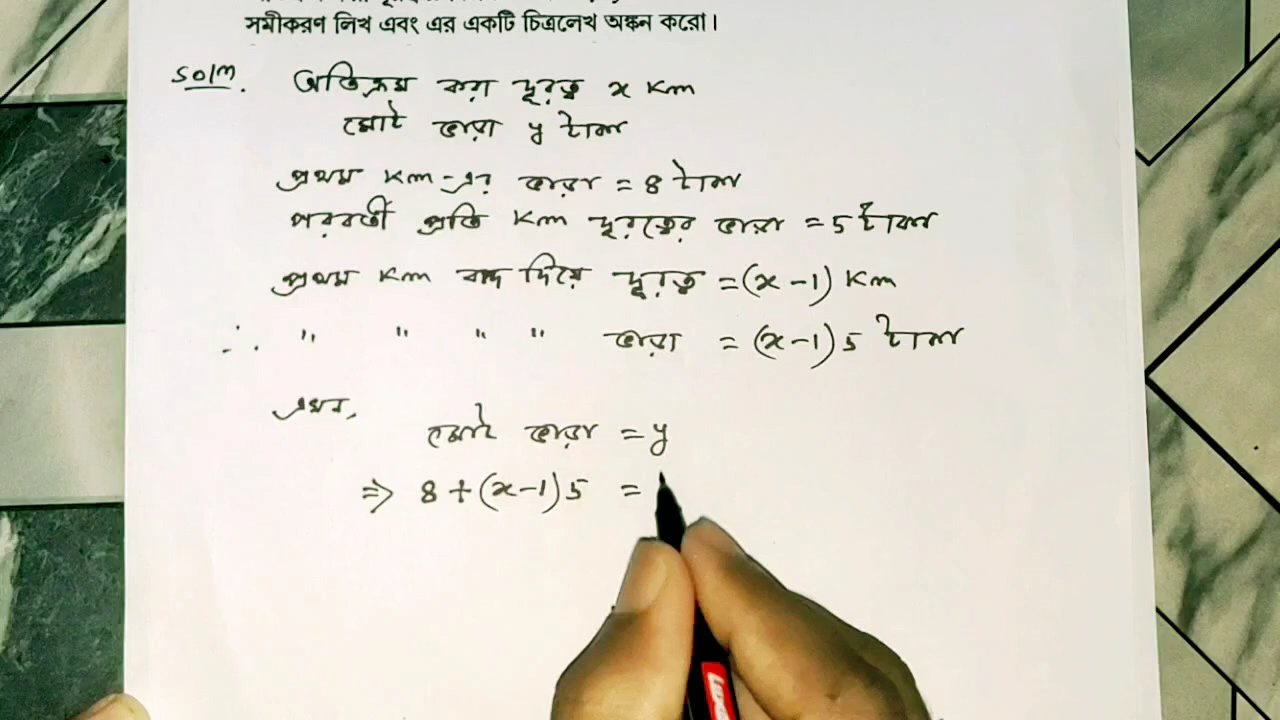 সমীকরণ লিখ এবং এর একটি চিত্রলেখ অঙ্কন করো।
Soln. অতিক্রম করা দূরত্ব x Km
মোট ভাড়া y টাকা
প্রথম Km-এর ভাড়া = 8 টাকা
পরবর্তী প্রতি Km দূরত্বের ভাড়া = 5 টাকা
প্রথম Km বাদ দিয়ে দূরত্ব = (x-1) Km
∴ " " " " ভাড়া = (x-1) 5 টাকা
এখন,
মোট ভাড়া = y
⇒ 8 + (x-1) 5 =